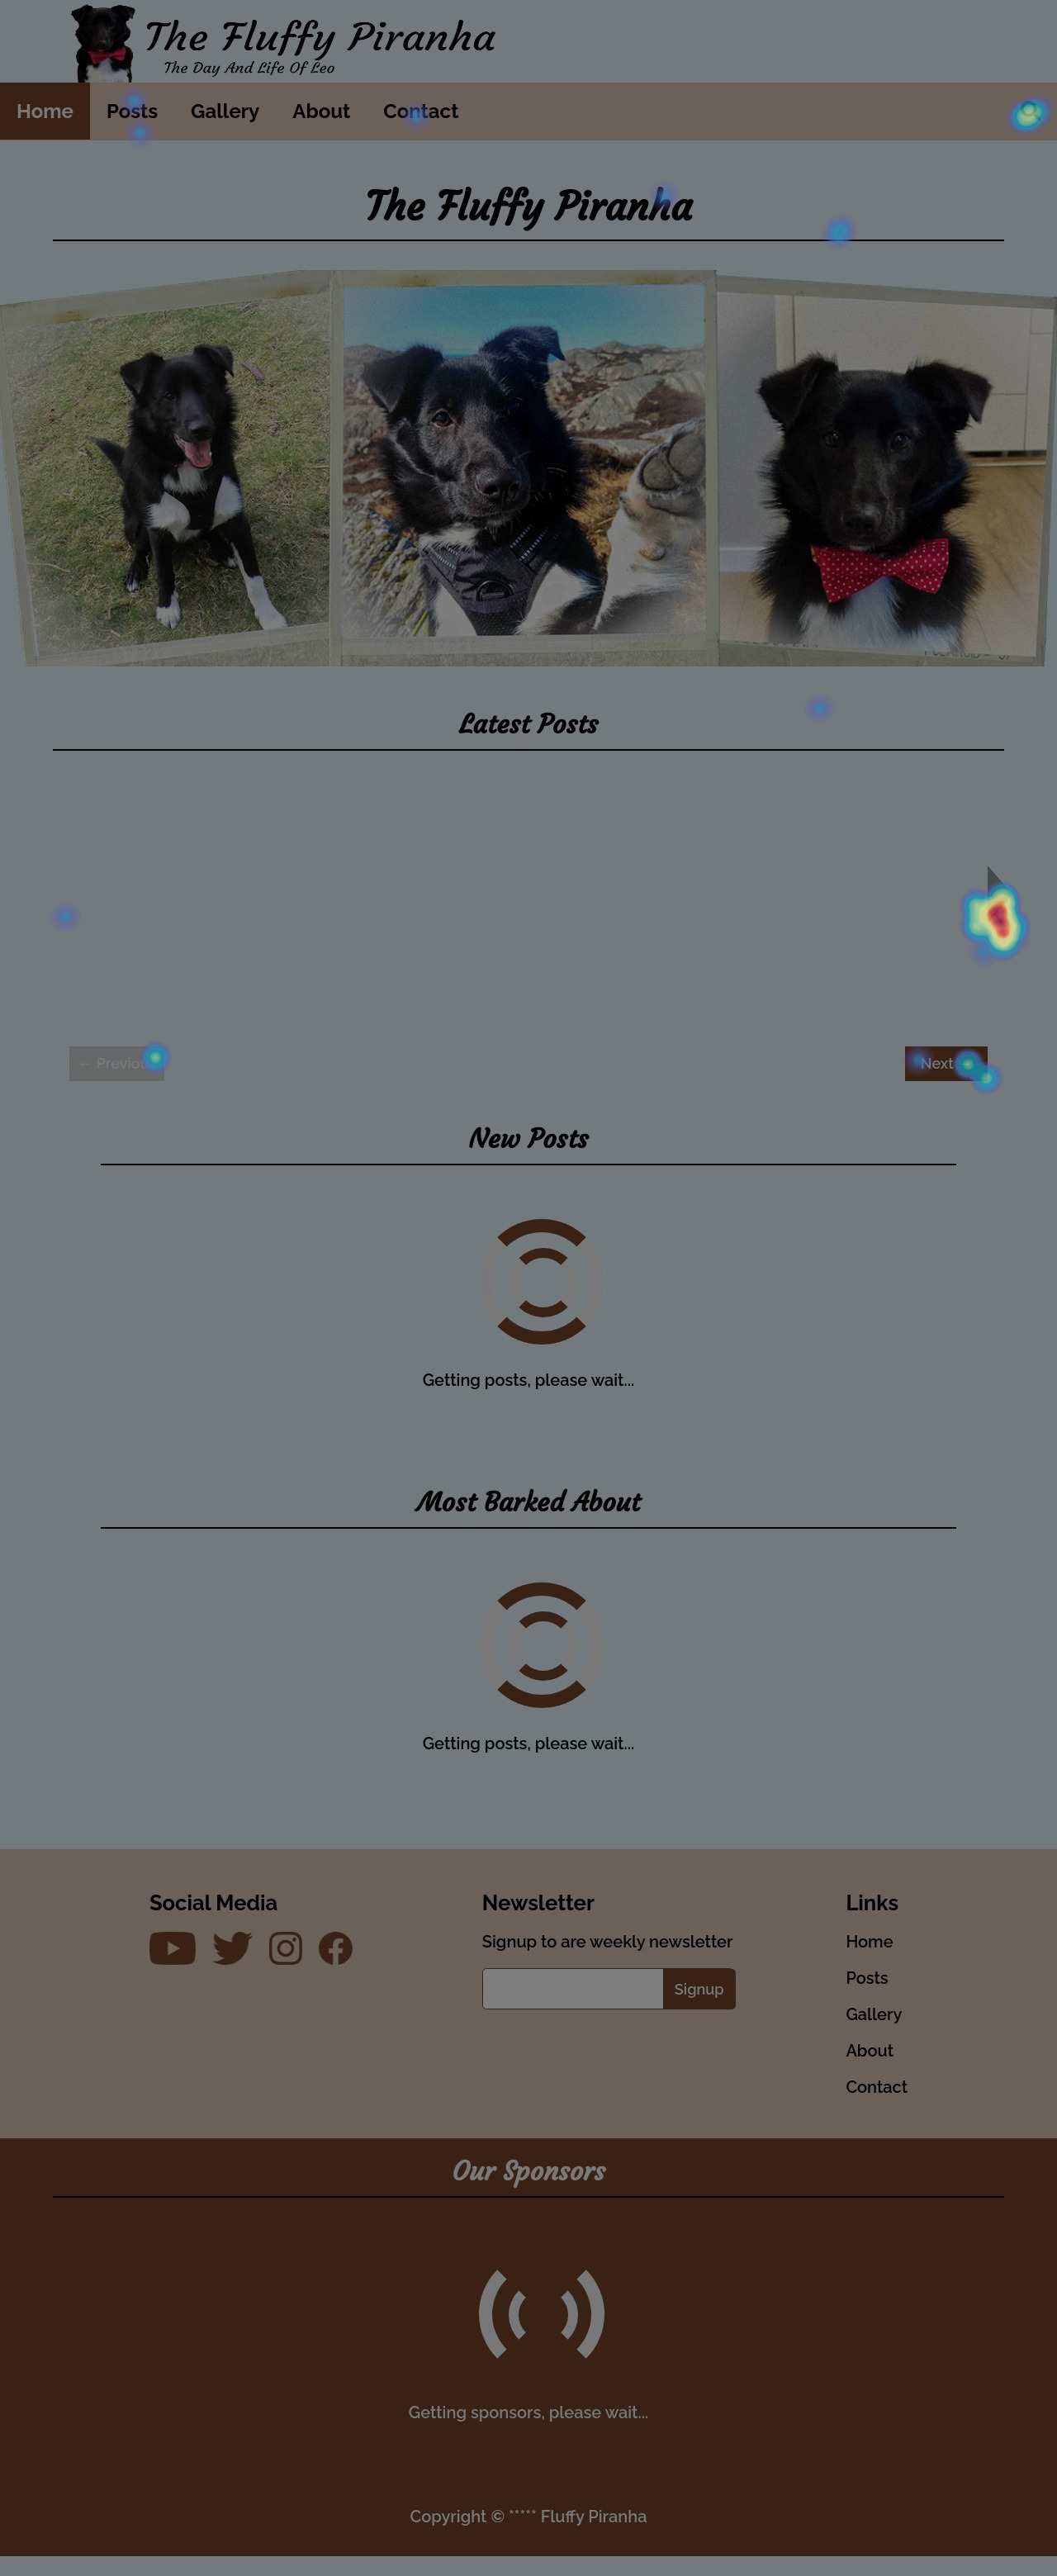 The Fluffy Piranha
The Day And Life Of Leo
Home Posts Gallery About Contact
The Fluffy Piranha
Latest Posts
← Previous
Next
New Posts
Getting posts, please wait...
Most Barked About
Getting posts, please wait...
Social Media
Newsletter
Signup to are weekly newsletter
Signup
Links
Home
Posts
Gallery
About
Contact
Our Sponsors
Getting sponsors, please wait...
Copyright © ***** Fluffy Piranha